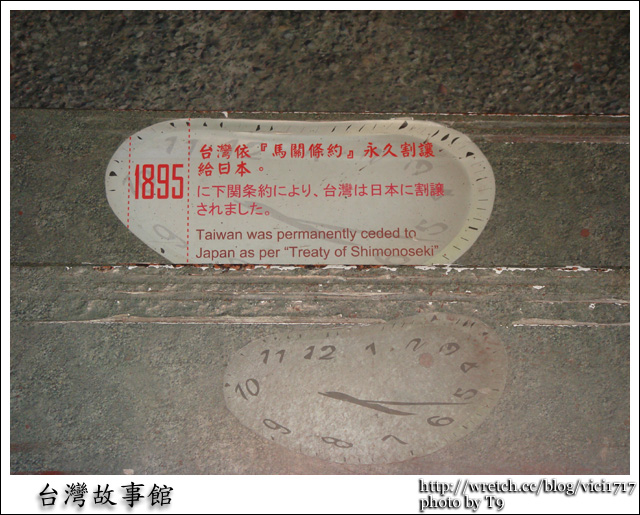 1895
台灣依『馬關條約』永久割讓
給日本。
に下関条約により、台灣は日本に割讓
されました。
Taiwan was permanently ceded to
Japan as per “Treaty of Shimonoseki”
11 12 1 2 3
10 4
5
9 8 7 6
台灣故事館
http://wretch.cc/blog/vici1717
photo by T9